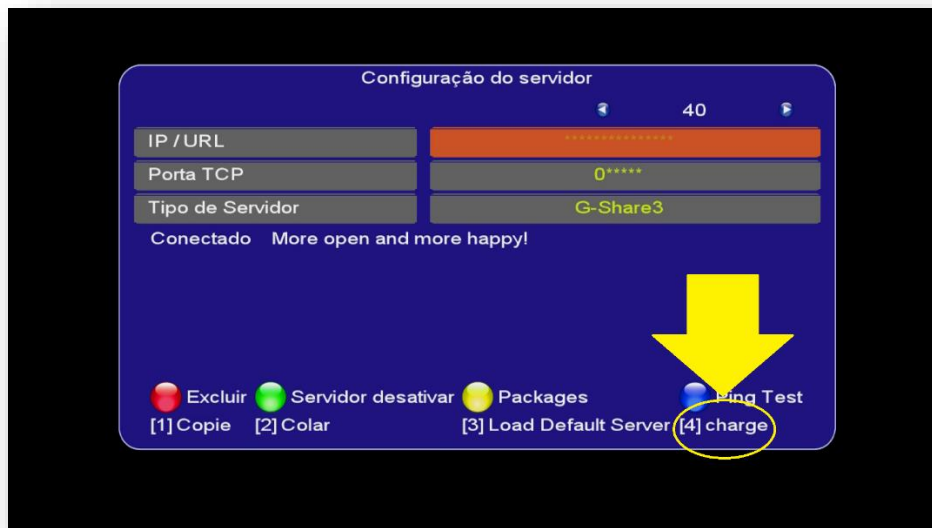 Configuração do servidor
40
IP / URL ***************
Porta TCP 0*****
Tipo de Servidor G-Share3
Conectado More open and more happy!
Excluir Servidor desativar Packages Ping Test
[1] Copie [2] Colar [3] Load Default Server [4] charge